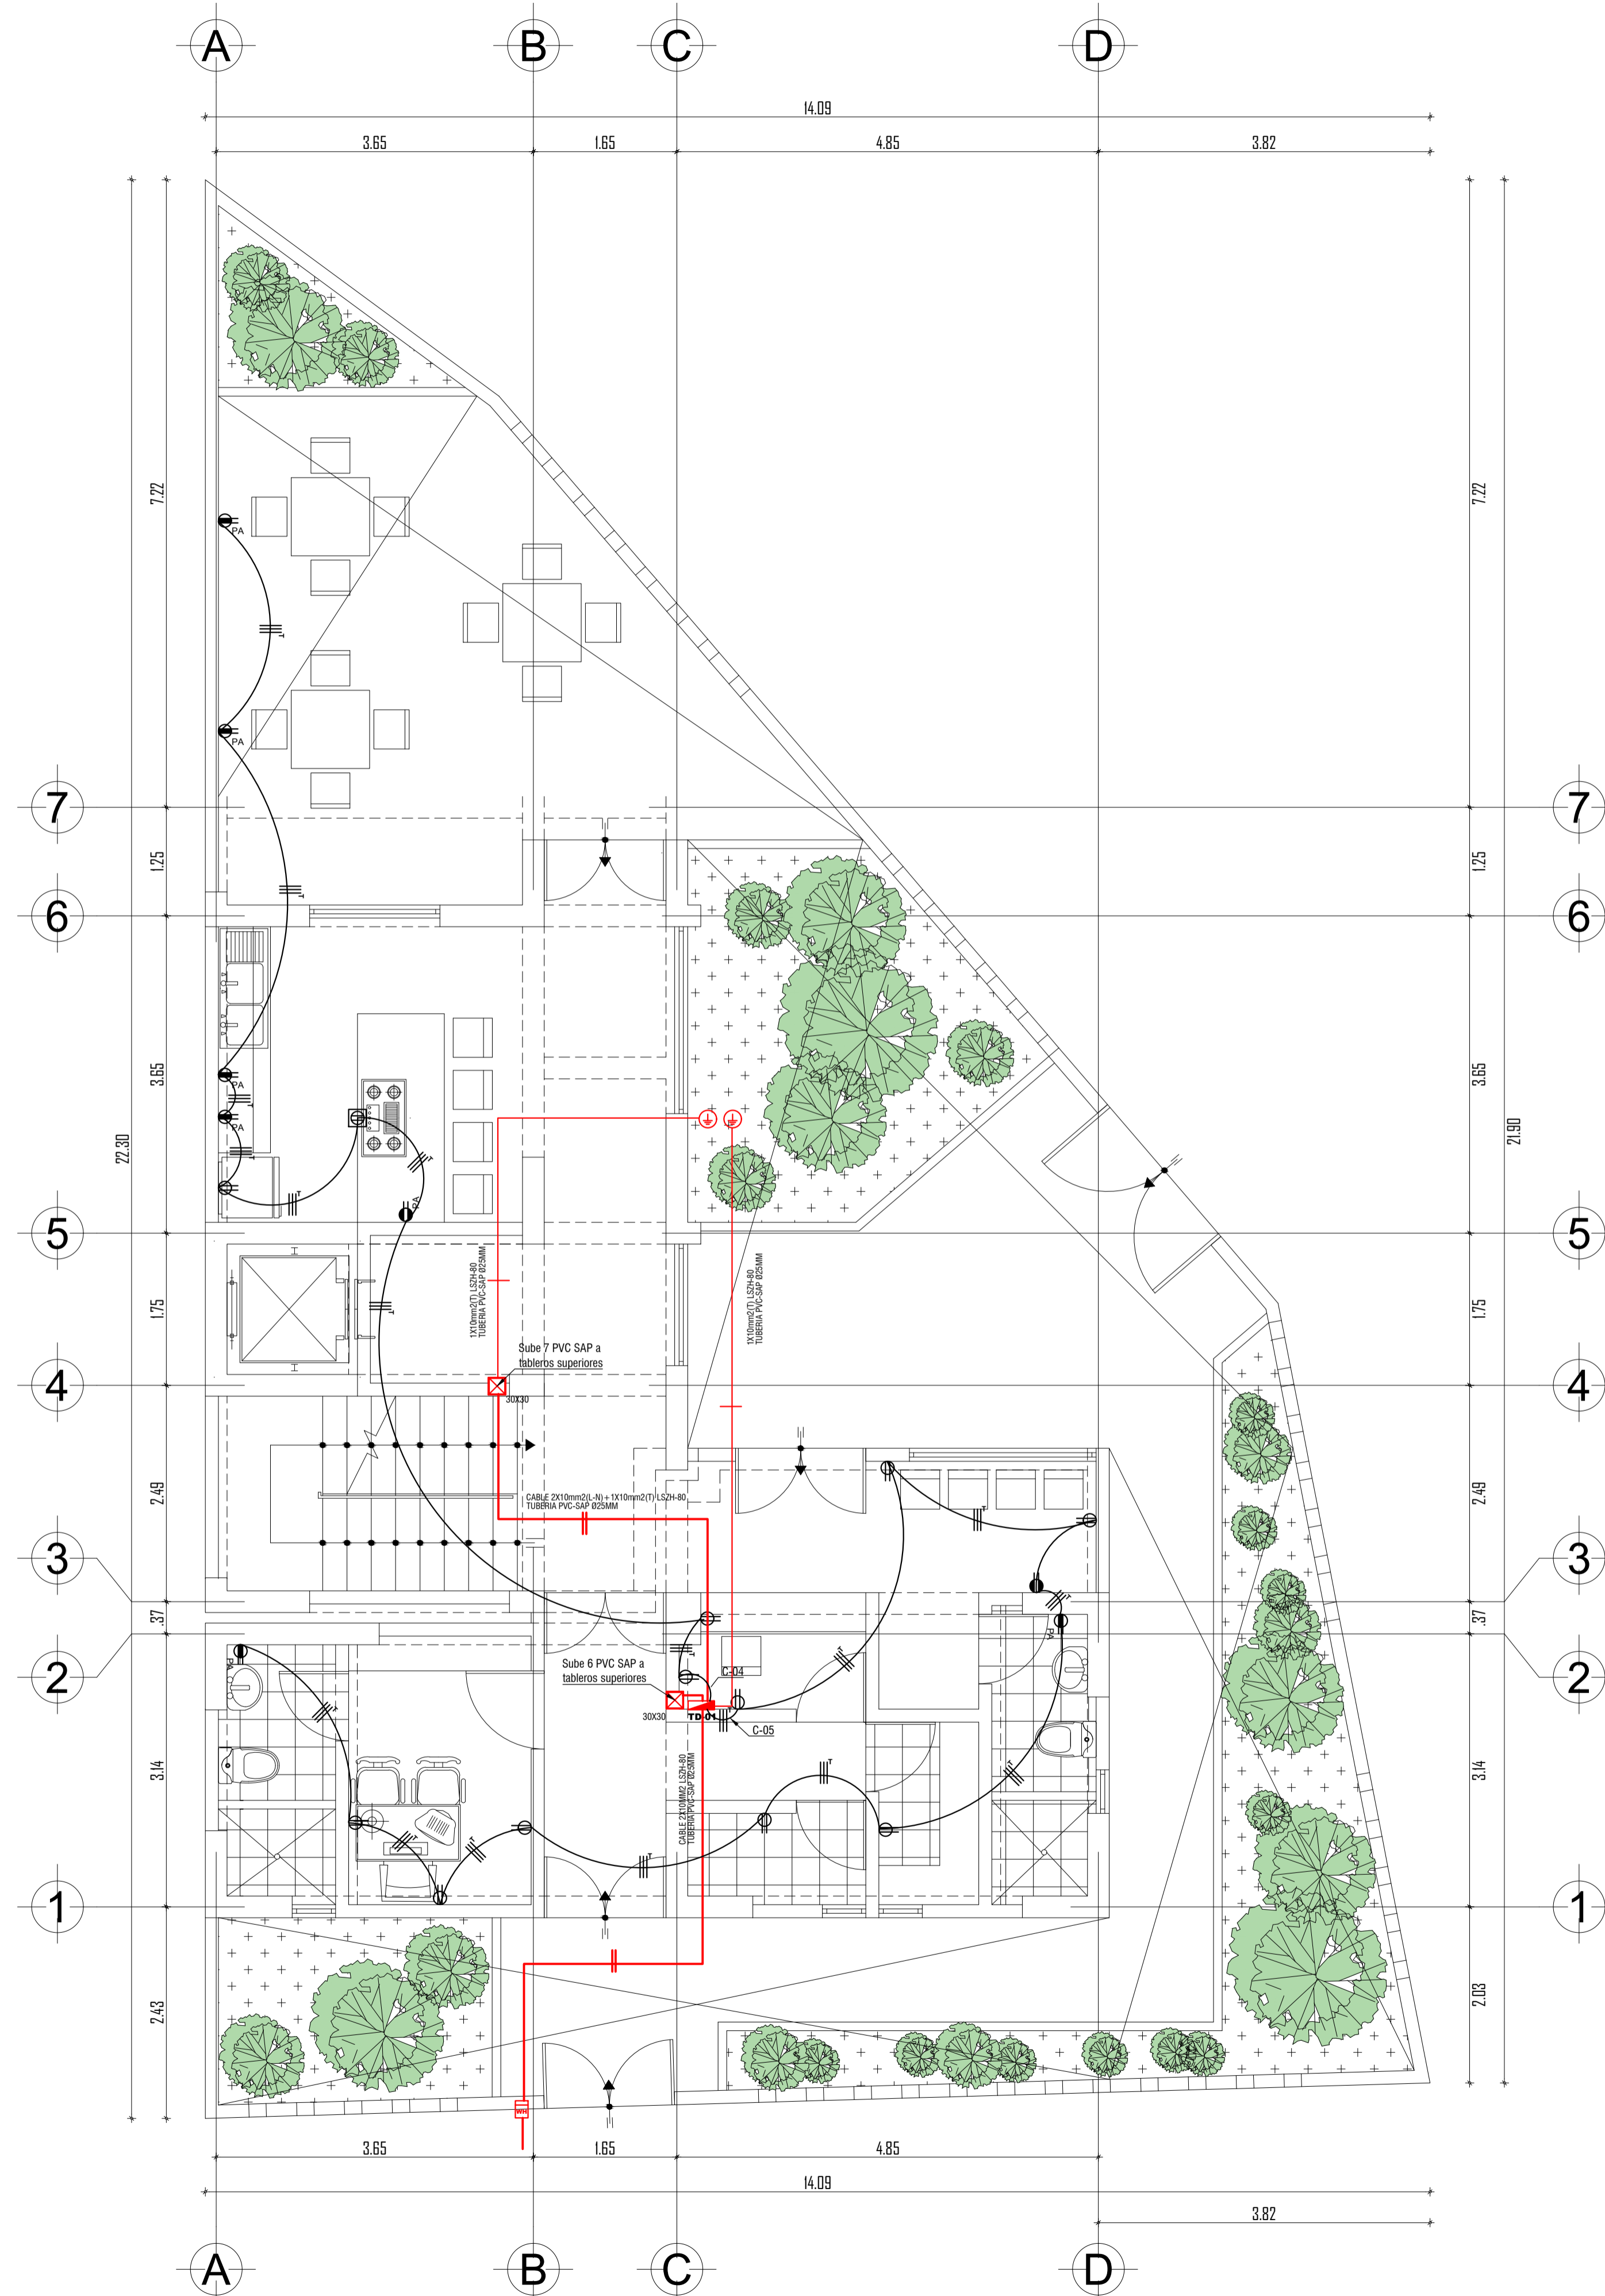 A B C D
14.09
3.65 1.65 4.85 3.82
7.22 7.22
PA
T
PA
7 7
1.25 1.25
T
6 6
3.65 3.65
PA
T
PA
22.30 21.90
T
T
T
PA
5 5
1X10mm2(T) LSZH-80
TUBERIA PVC-SAP Ø25MM
1X10mm2(T) LSZH-80
TUBERIA PVC-SAP Ø25MM
1.75 1.75
T
Sube 7 PVC SAP a
tableros superiores
4 4
30X30
2.49 2.49
CABLE 2X10mm2(L-N)+1X10mm2(T) LSZH-80
TUBERIA PVC-SAP Ø25MM
T
3 3
T
.37 .37
PA
PA
T
T
2 2
Sube 6 PVC SAP a
tableros superiores
C-04
30X30
TD-01
T
T
C-05
3.14 3.14
CABLE 2X10MM2 LSZH-80
TUBERIA PVC-SAP Ø25MM
T
T
T
T
T
1 1
2.43 2.03
WH
3.65 1.65 4.85
14.09
3.82
A B C D